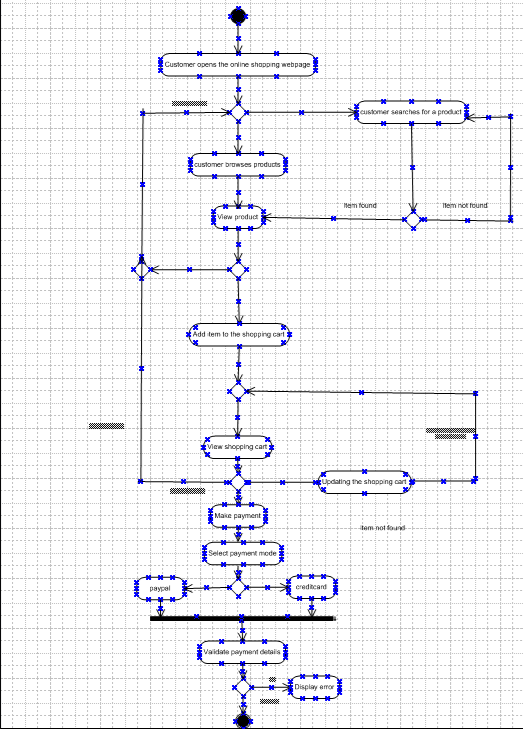 Customer opens the online shopping webpage
customer searches for a product
customer browses products
Item found
Item not found
View product
Add item to the shopping cart
View shopping cart
Updating the shopping cart
Make payment
Item not found
Select payment mode
paypal
creditcard
Validate payment details
Display error